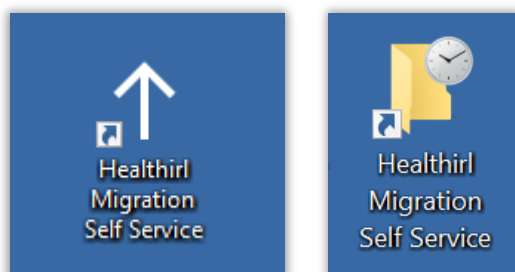 Healthirl
Migration
Self Service
Healthirl
Migration
Self Service